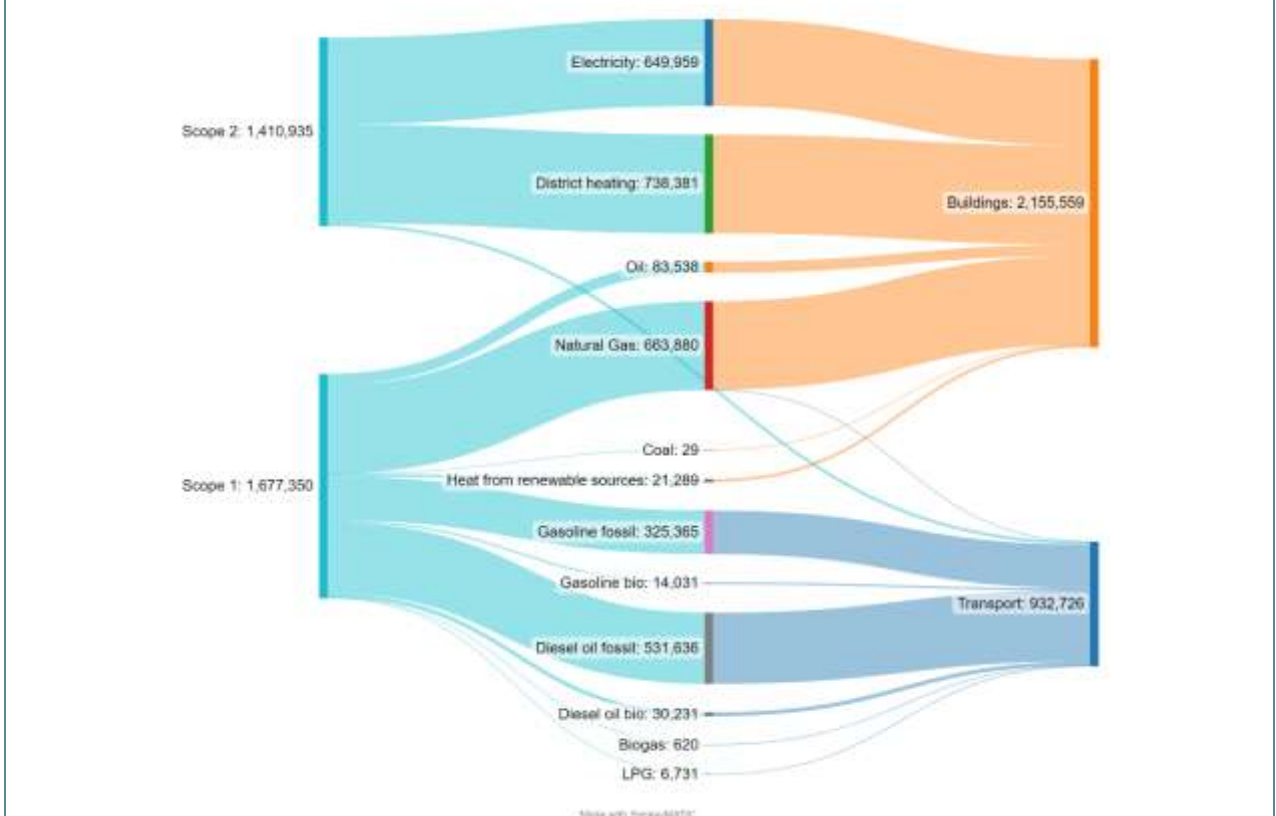 Electricity: 649,959
Scope 2: 1,410,935
District heating: 738,381
Buildings: 2,155,559
Oil: 83,538
Natural Gas: 663,880
Coal: 29
Heat from renewable sources: 21,289
Scope 1: 1,677,350
Gasoline fossil: 325,365
Gasoline bio: 14,031
Transport: 932,726
Diesel oil fossil: 531,636
Diesel oil bio: 30,231
Biogas: 620
LPG: 6,731